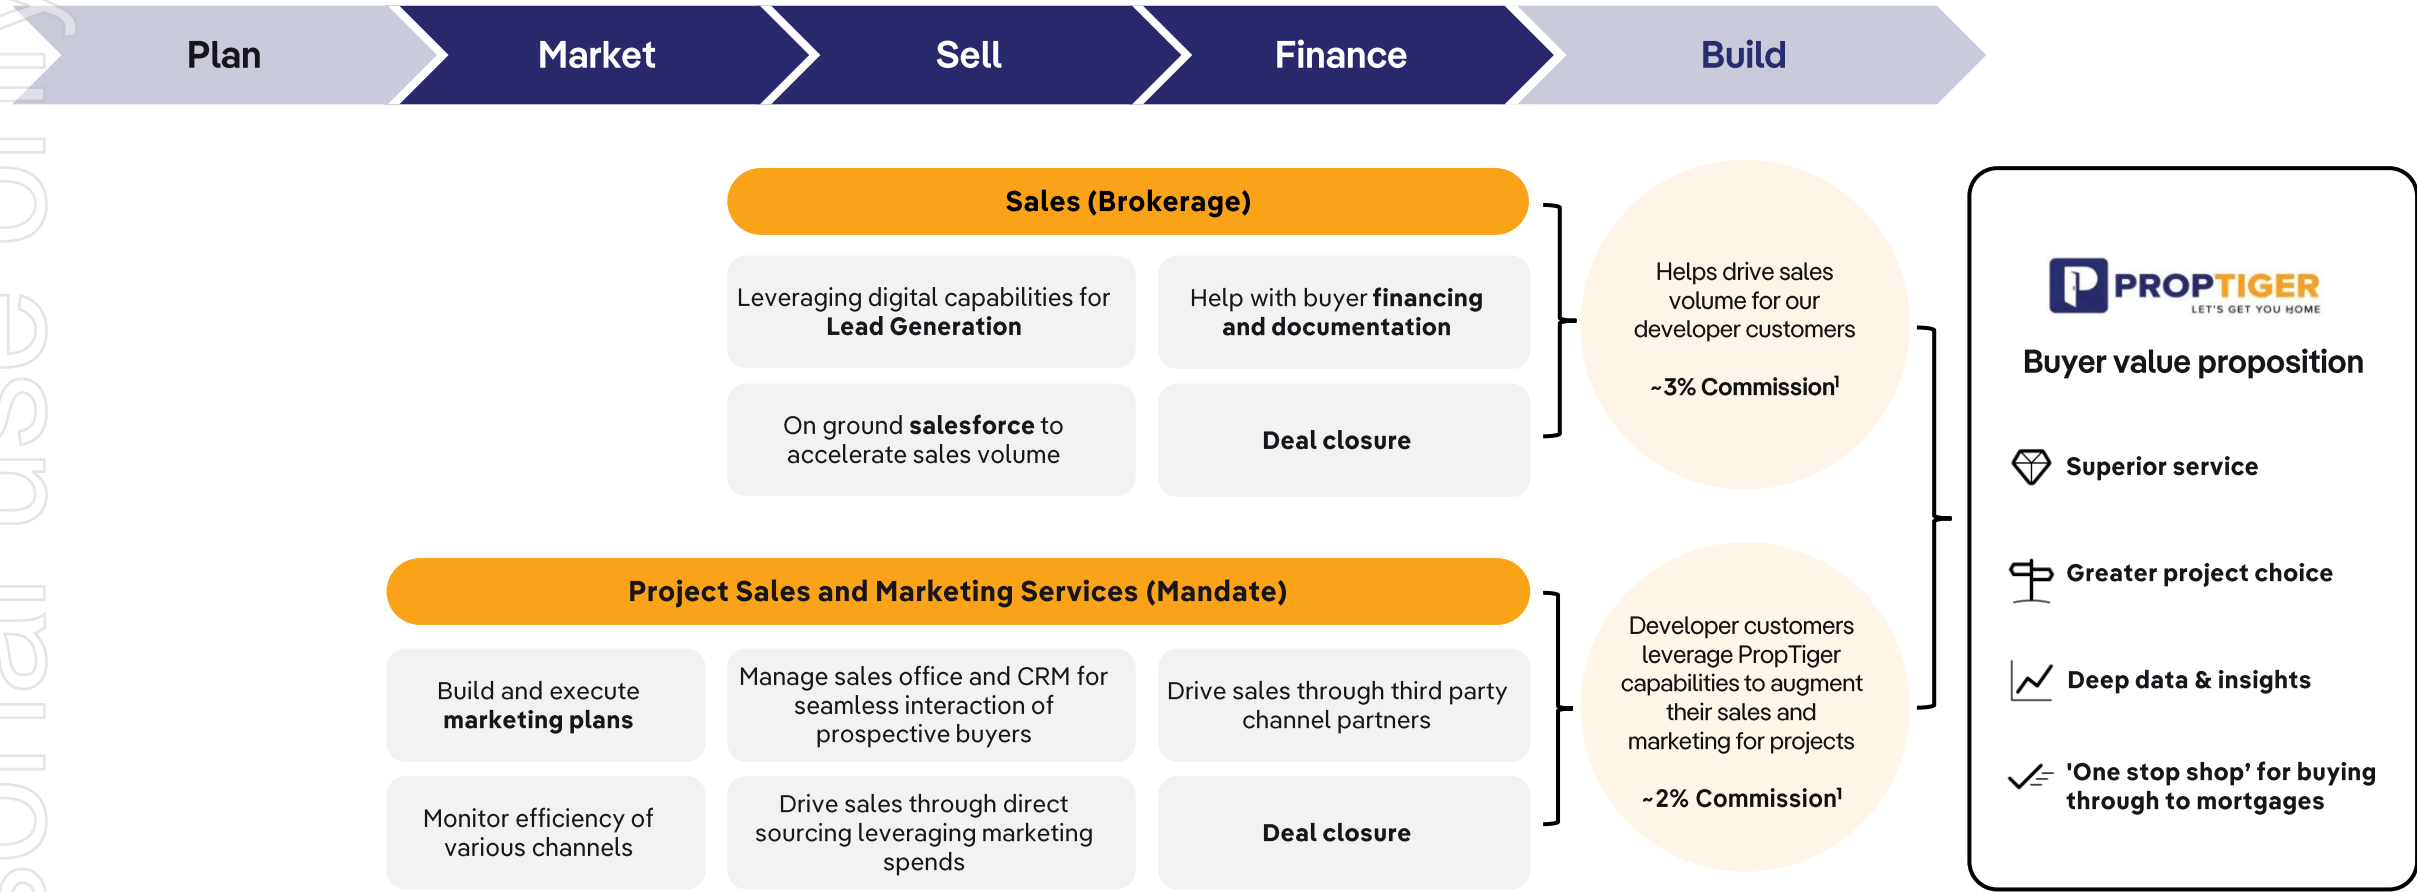 Plan
Market
Sell
Finance
Build
Sales (Brokerage)
Leveraging digital capabilities for
Lead Generation
Help with buyer financing
and documentation
On ground salesforce to
accelerate sales volume
Deal closure
Helps drive sales
volume for our
developer customers
~3% Commission¹
Project Sales and Marketing Services (Mandate)
Build and execute
marketing plans
Manage sales office and CRM for
seamless interaction of
prospective buyers
Drive sales through third party
channel partners
Monitor efficiency of
various channels
Drive sales through direct
sourcing leveraging marketing
spends
Deal closure
Developer customers
leverage PropTiger
capabilities to augment
their sales and
marketing for projects
~2% Commission¹
PROPTIGER
LET'S GET YOU HOME
Buyer value proposition
Superior service
Greater project choice
Deep data & insights
'One stop shop’ for buying
through to mortgages
sonal use only